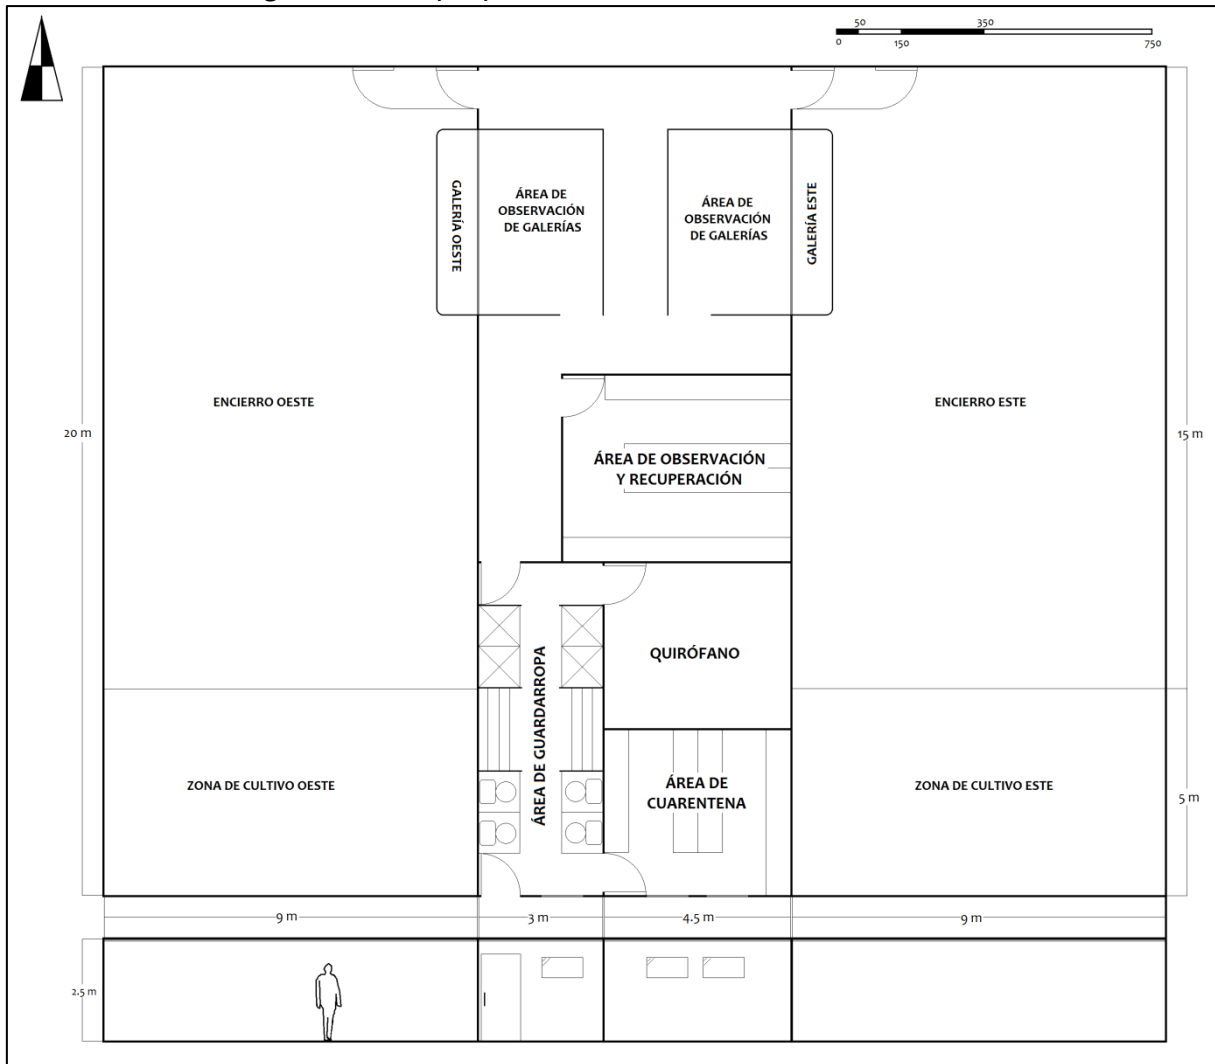 50
350
0
150
750
ÁREA DE
OBSERVACIÓN
DE GALERÍAS
ÁREA DE
OBSERVACIÓN
DE GALERÍAS
GALERÍA OESTE
GALERÍA ESTE
ENCIERRO OESTE
ENCIERRO ESTE
20 m
15 m
ÁREA DE OBSERVACIÓN
Y RECUPERACIÓN
QUIRÓFANO
ÁREA DE GUARDARROPA
ZONA DE CULTIVO OESTE
ÁREA DE
CUARENTENA
ZONA DE CULTIVO ESTE
5 m
9 m
3 m
4.5 m
9 m
2.5 m